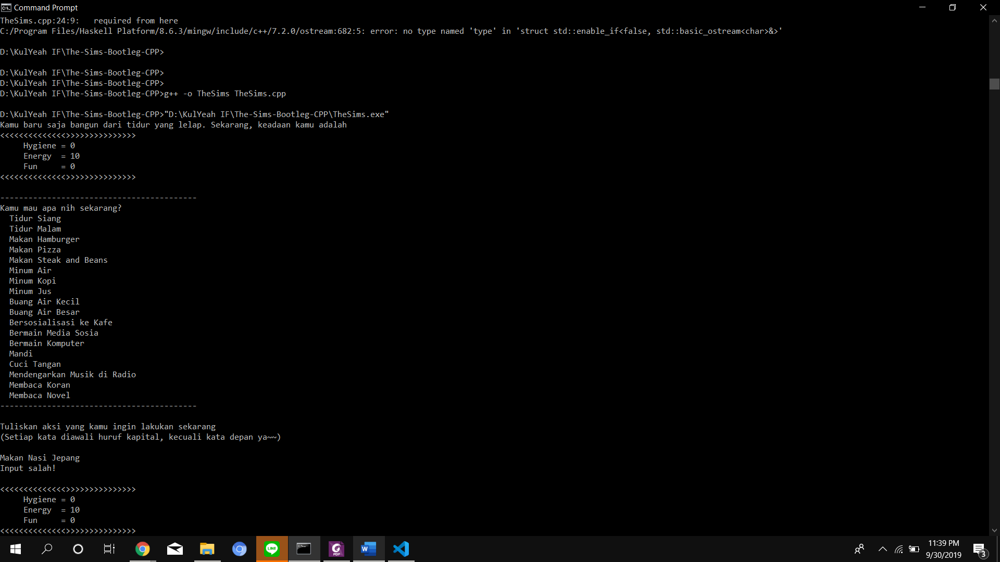 Command Prompt
TheSims.cpp:24:9:   required from here
C:/Program Files/Haskell Platform/8.6.3/mingw/include/c++/7.2.0/ostream:682:5: error: no type named 'type' in 'struct std::enable_if<false, std::basic_ostream<char>&>'
D:\KulYeah IF\The-Sims-Bootleg-CPP>
D:\KulYeah IF\The-Sims-Bootleg-CPP>
D:\KulYeah IF\The-Sims-Bootleg-CPP>
D:\KulYeah IF\The-Sims-Bootleg-CPP>g++ -o TheSims TheSims.cpp
D:\KulYeah IF\The-Sims-Bootleg-CPP>"D:\KulYeah IF\The-Sims-Bootleg-CPP\TheSims.exe"
Kamu baru saja bangun dari tidur yang lelap. Sekarang, keadaan kamu adalah
<<<<<<<<<<<<<<>>>>>>>>>>>>>>>
     Hygiene = 0
     Energy  = 10
     Fun     = 0
<<<<<<<<<<<<<<>>>>>>>>>>>>>>>
------------------------------------------
Kamu mau apa nih sekarang?
  Tidur Siang
  Tidur Malam
  Makan Hamburger
  Makan Pizza
  Makan Steak and Beans
  Minum Air
  Minum Kopi
  Minum Jus
  Buang Air Kecil
  Buang Air Besar
  Bersosialisasi ke Kafe
  Bermain Media Sosia
  Bermain Komputer
  Mandi
  Cuci Tangan
  Mendengarkan Musik di Radio
  Membaca Koran
  Membaca Novel
------------------------------------------
Tuliskan aksi yang kamu ingin lakukan sekarang
(Setiap kata diawali huruf kapital, kecuali kata depan ya~~)
Makan Nasi Jepang
Input salah!
<<<<<<<<<<<<<<>>>>>>>>>>>>>>>
     Hygiene = 0
     Energy  = 10
     Fun     = 0
<<<<<<<<<<<<<<>>>>>>>>>>>>>>>
LINE
PDF
11:39 PM
9/30/2019
3